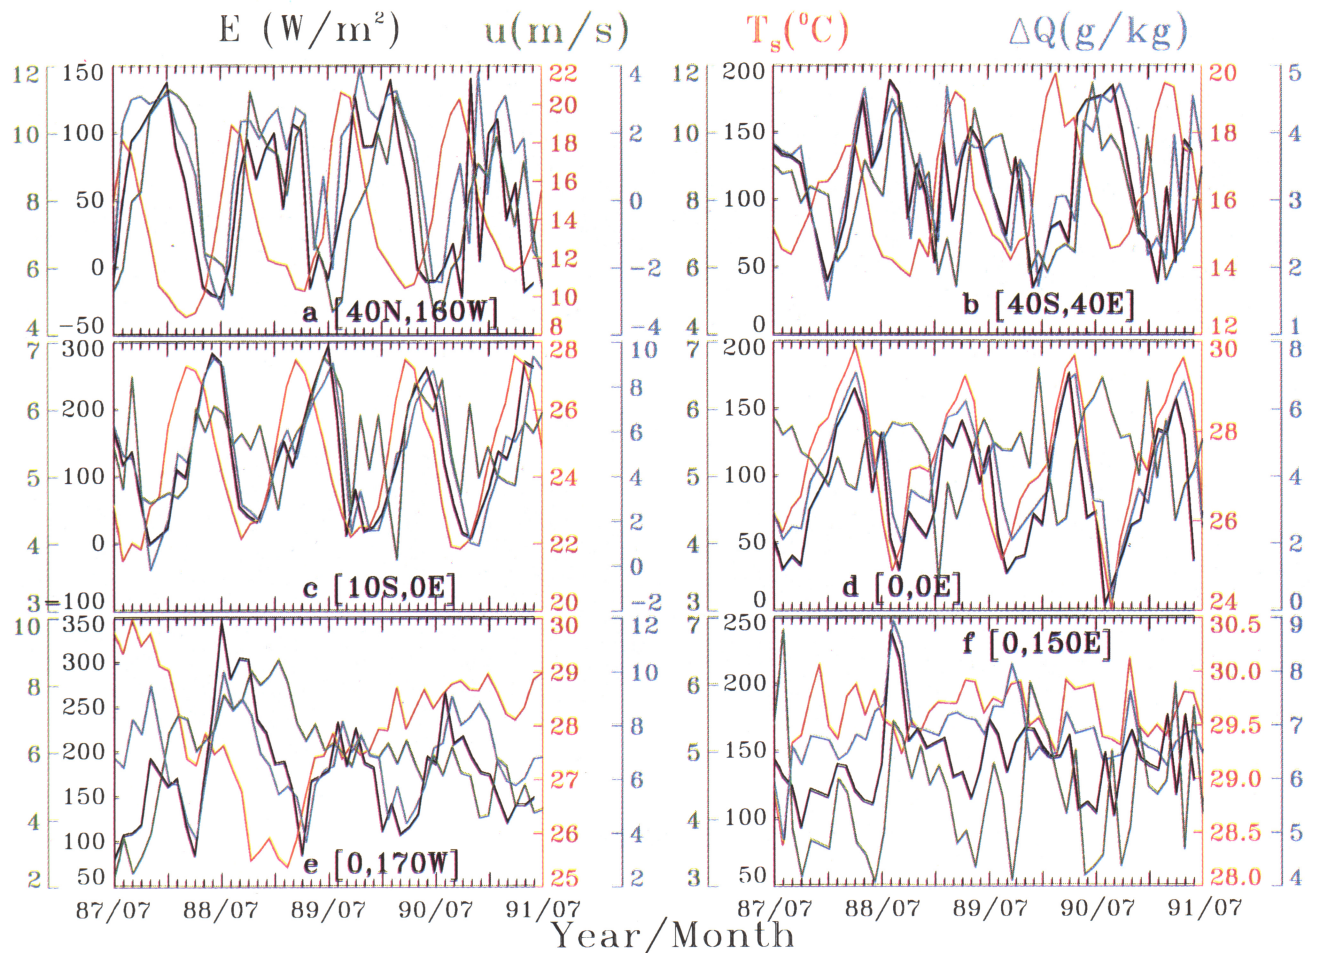 E (W/m²) u(m/s) Tₛ(⁰C) ΔQ(g/kg)
12 10 8 6 4
150 100 50 0 −50
22 20 18 16 14 12 10 8
4 2 0 −2 −4
a [40N,160W]
12 10 8 6 4
200 150 100 50 0
20 18 16 14 12
5 4 3 2 1
b [40S,40E]
7 6 5 4 3
300 200 100 0 −100
28 26 24 22 20
10 8 6 4 2 0 −2
c [10S,0E]
7 6 5 4 3
200 150 100 50 0
30 28 26 24
8 6 4 2 0
d [0,0E]
10 8 6 4 2
350 300 250 200 150 100 50
30 29 28 27 26 25
12 10 8 6 4 2
e [0,170W]
7 6 5 4 3
250 200 150 100 50
30.5 30.0 29.5 29.0 28.5 28.0
9 8 7 6 5 4
f [0,150E]
87/07 88/07 89/07 90/07 91/07
87/07 88/07 89/07 90/07 91/07
Year/Month